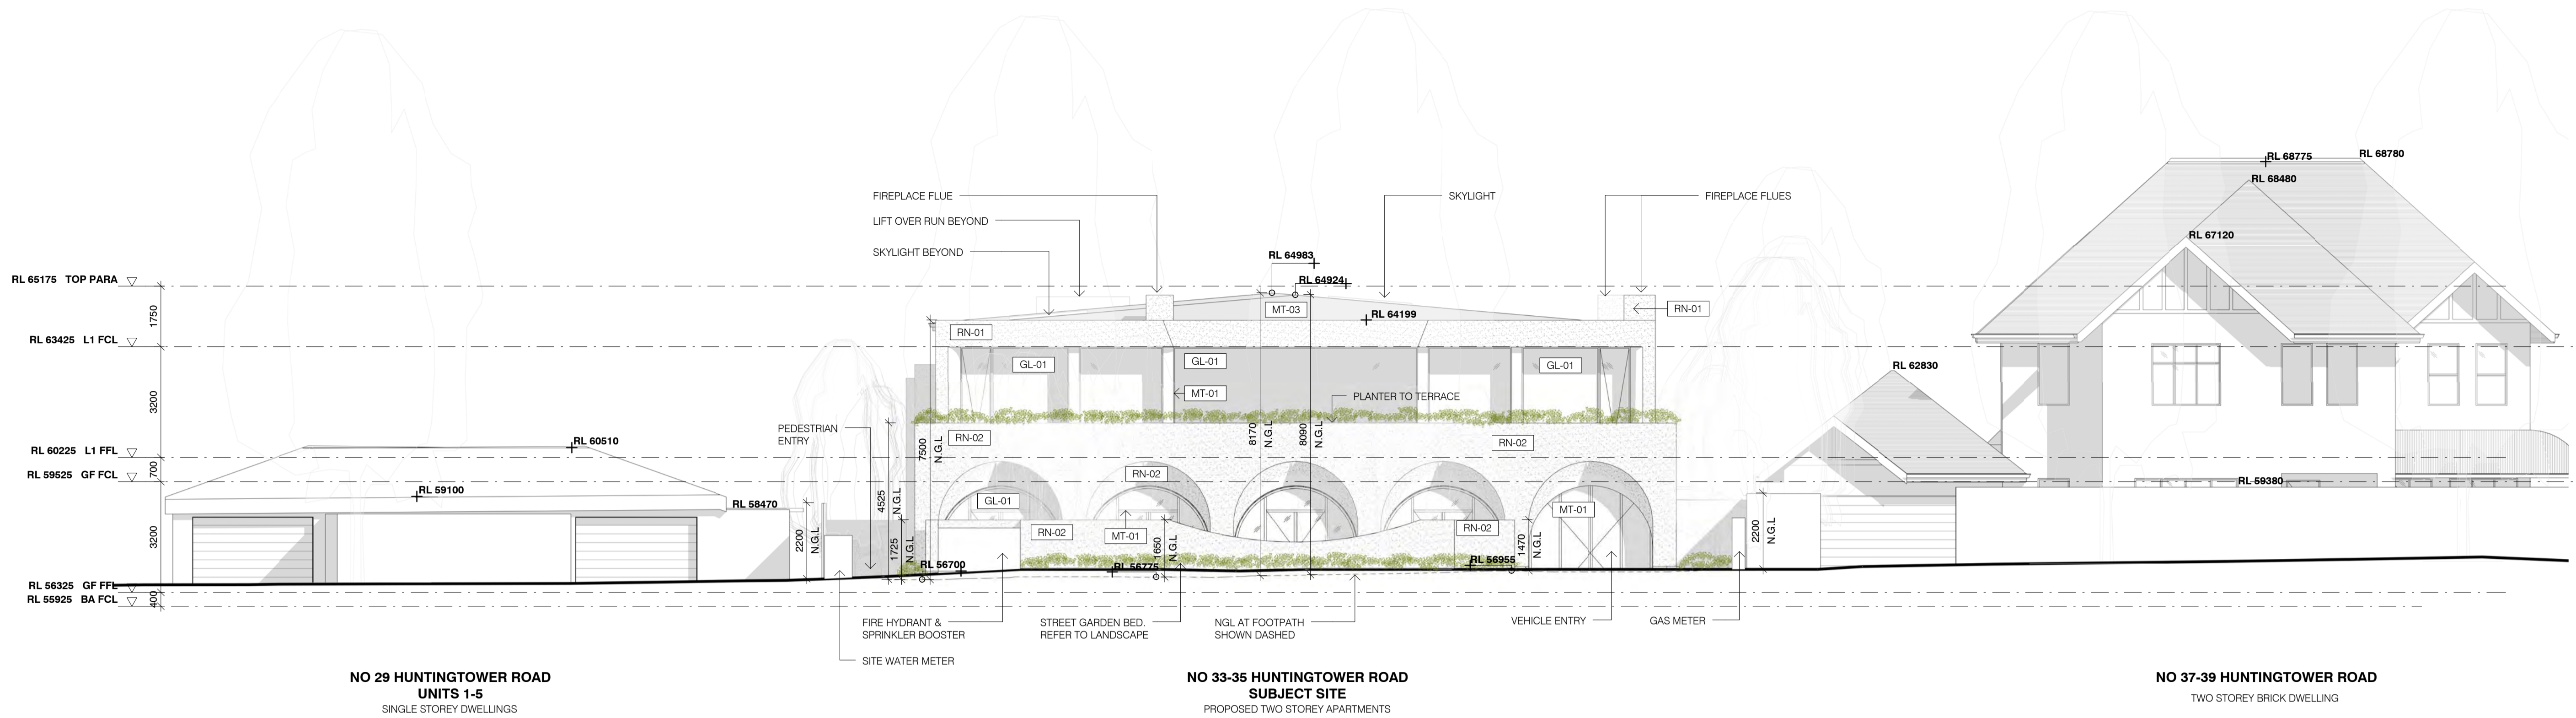 RL 68775
RL 68780
RL 68480
FIREPLACE FLUE
SKYLIGHT
FIREPLACE FLUES
LIFT OVER RUN BEYOND
RL 67120
SKYLIGHT BEYOND
RL 64983
RL 65175 TOP PARA
RL 64924
MT-03
RN-01
1750
RL 64199
RN-01
RL 63425 L1 FCL
GL-01
GL-01
GL-01
RL 62830
MT-01
3200
PLANTER TO TERRACE
PEDESTRIAN
ENTRY
RN-02
RN-02
RL 60510
7500
N.G.L
8170
N.G.L
8090
N.G.L
RL 60225 L1 FFL
700
RL 59525 GF FCL
RN-02
RL 59380
RL 59100
4525
N.G.L
GL-01
RL 58470
MT-01
2200
N.G.L
3200
1725
N.G.L
RN-02
MT-01
1650
N.G.L
RN-02
1470
N.G.L
2200
N.G.L
RL 56700
RL 56775
RL 56955
RL 56325 GF FFL
RL 55925 BA FCL
400
FIRE HYDRANT &
SPRINKLER BOOSTER
STREET GARDEN BED.
REFER TO LANDSCAPE
NGL AT FOOTPATH
SHOWN DASHED
VEHICLE ENTRY
GAS METER
SITE WATER METER
NO 29 HUNTINGTOWER ROAD
UNITS 1-5
SINGLE STOREY DWELLINGS
NO 33-35 HUNTINGTOWER ROAD
SUBJECT SITE
PROPOSED TWO STOREY APARTMENTS
NO 37-39 HUNTINGTOWER ROAD
TWO STOREY BRICK DWELLING